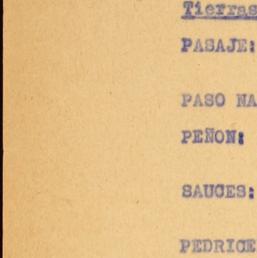 Tierras
PASAJE:
PASO NA
PEÑON:
SAUCES:
PEDRICE